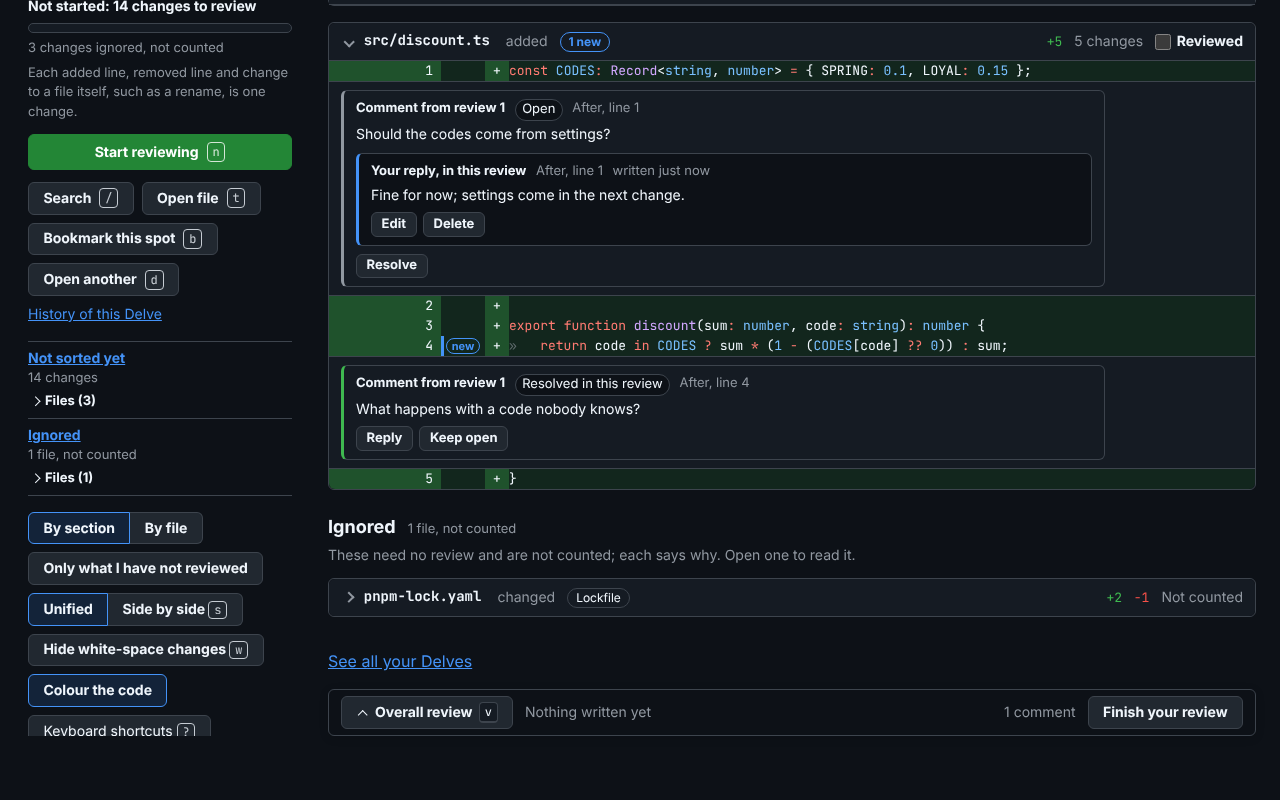 Not started: 14 changes to review
3 changes ignored, not counted
Each added line, removed line and change
to a file itself, such as a rename, is one
change.
Start reviewing n
Search /
Open file t
Bookmark this spot b
Open another d
History of this Delve
Not sorted yet
14 changes
Files (3)
Ignored
1 file, not counted
Files (1)
By section
By file
Only what I have not reviewed
Unified
Side by side s
Hide white-space changes w
Colour the code
Keyboard shortcuts ?
src/discount.ts added 1 new +5 5 changes Reviewed
1 + const CODES: Record<string, number> = { SPRING: 0.1, LOYAL: 0.15 };
Comment from review 1 Open After, line 1
Should the codes come from settings?
Your reply, in this review After, line 1 written just now
Fine for now; settings come in the next change.
Edit Delete
Resolve
2 +
3 + export function discount(sum: number, code: string): number {
4 new + » return code in CODES ? sum * (1 - (CODES[code] ?? 0)) : sum;
Comment from review 1 Resolved in this review After, line 4
What happens with a code nobody knows?
Reply Keep open
5 + }
Ignored 1 file, not counted
These need no review and are not counted; each says why. Open one to read it.
pnpm-lock.yaml changed Lockfile +2 -1 Not counted
See all your Delves
Overall review v Nothing written yet 1 comment Finish your review